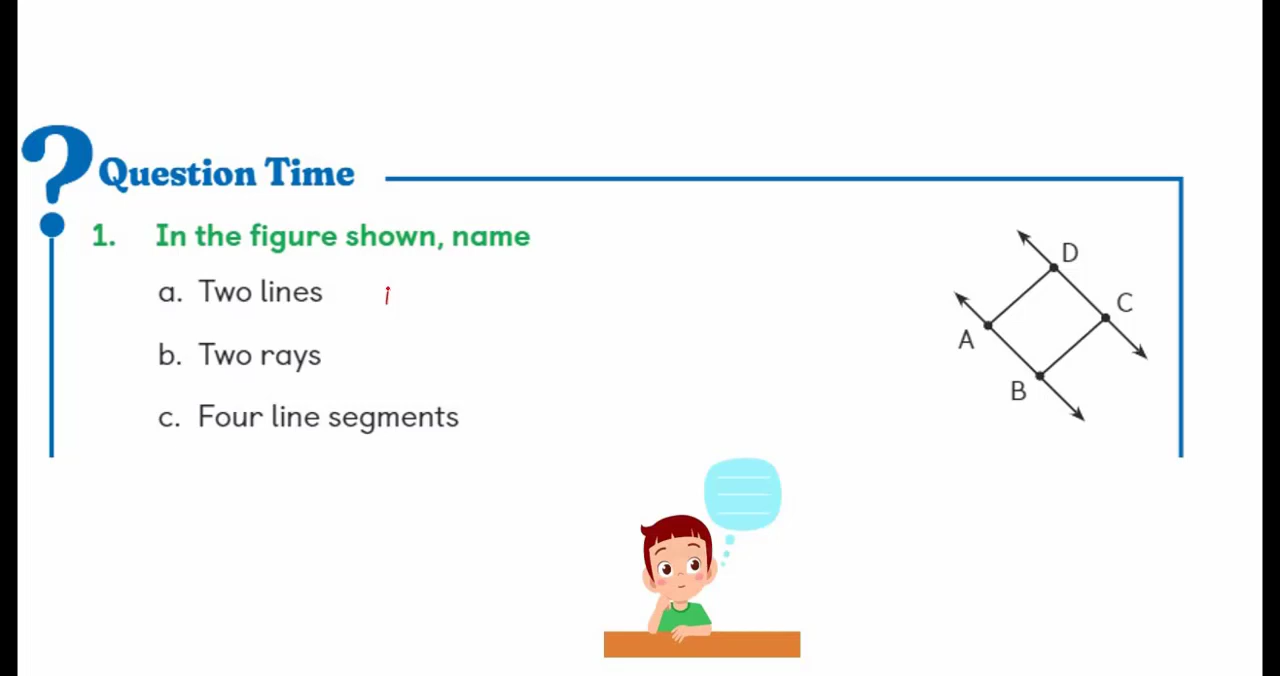 ? Question Time
1. In the figure shown, name
a. Two lines i
b. Two rays
c. Four line segments
D
C
A
B